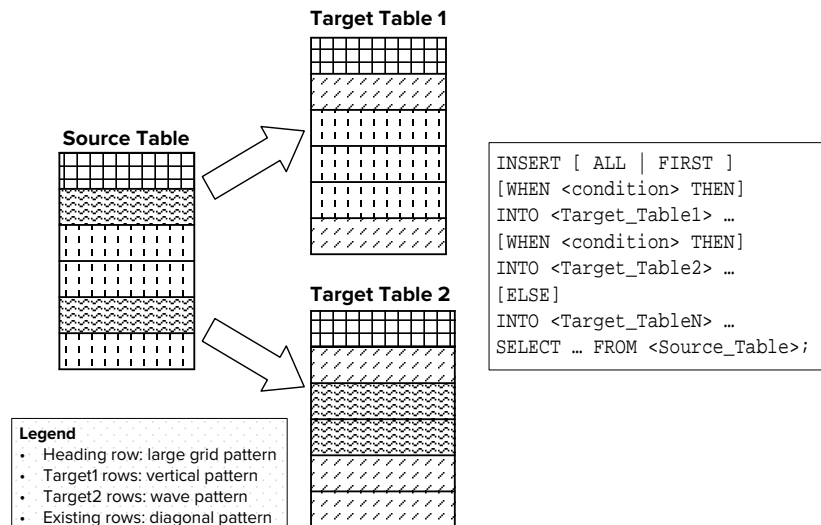 Target Table 1
Source Table
INSERT [ ALL | FIRST ]
[WHEN <condition> THEN]
INTO <Target_Table1> …
[WHEN <condition> THEN]
INTO <Target_Table2> …
[ELSE]
INTO <Target_TableN> …
SELECT … FROM <Source_Table>;
Target Table 2
Legend
• Heading row: large grid pattern
• Target1 rows: vertical pattern
• Target2 rows: wave pattern
• Existing rows: diagonal pattern